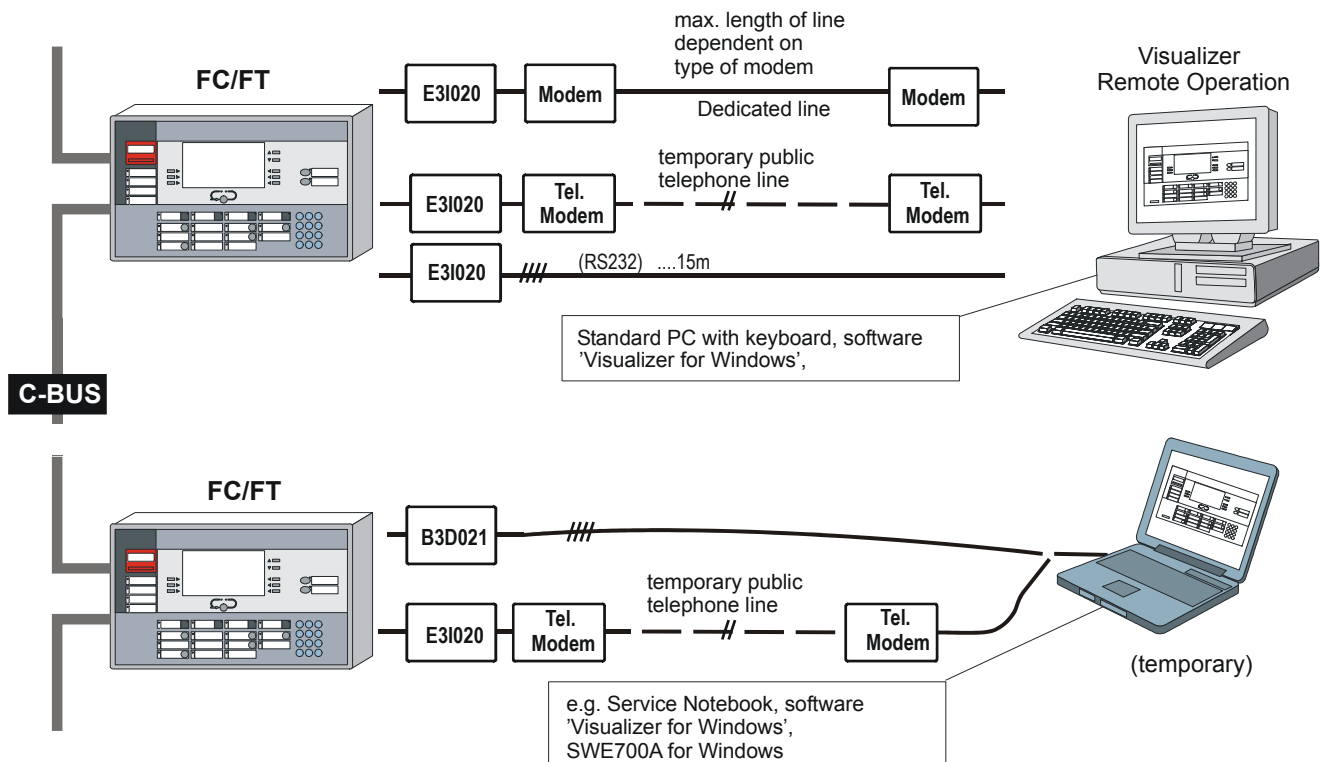 max. length of line
dependent on
type of modem
Visualizer
Remote Operation
FC/FT
E3I020
Modem
Dedicated line
Modem
temporary public
telephone line
E3I020
Tel.
Modem
Tel.
Modem
E3I020
(RS232) ....15m
Standard PC with keyboard, software
’Visualizer for Windows’,
C-BUS
FC/FT
B3D021
temporary public
telephone line
E3I020
Tel.
Modem
Tel.
Modem
(temporary)
e.g. Service Notebook, software
’Visualizer for Windows’,
SWE700A for Windows